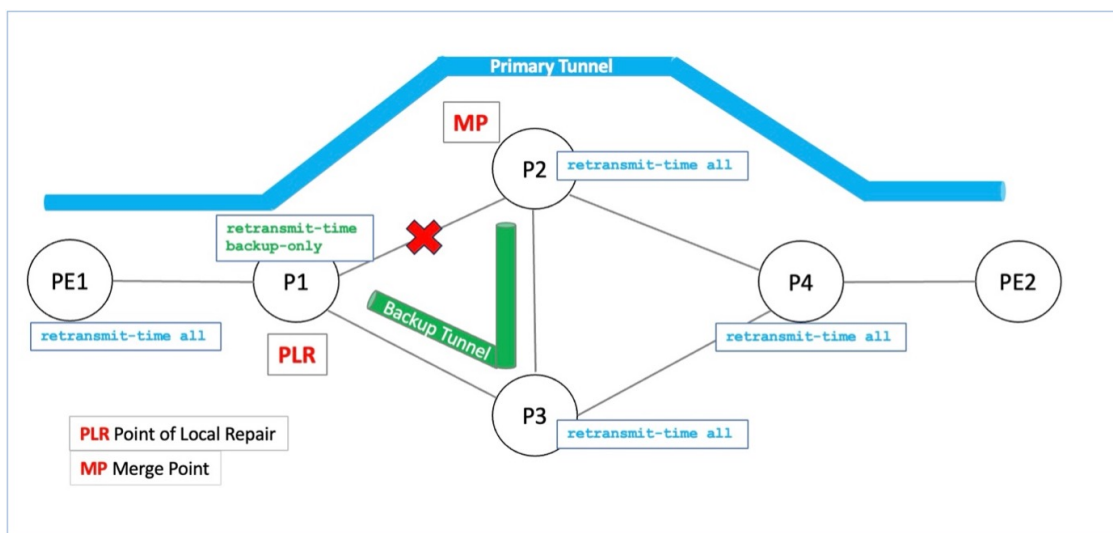 Primary Tunnel
MP
P2
retransmit-time all
retransmit-time
backup-only
PE1
P1
P4
PE2
retransmit-time all
Backup Tunnel
retransmit-time all
PLR
P3
retransmit-time all
PLR Point of Local Repair
MP Merge Point